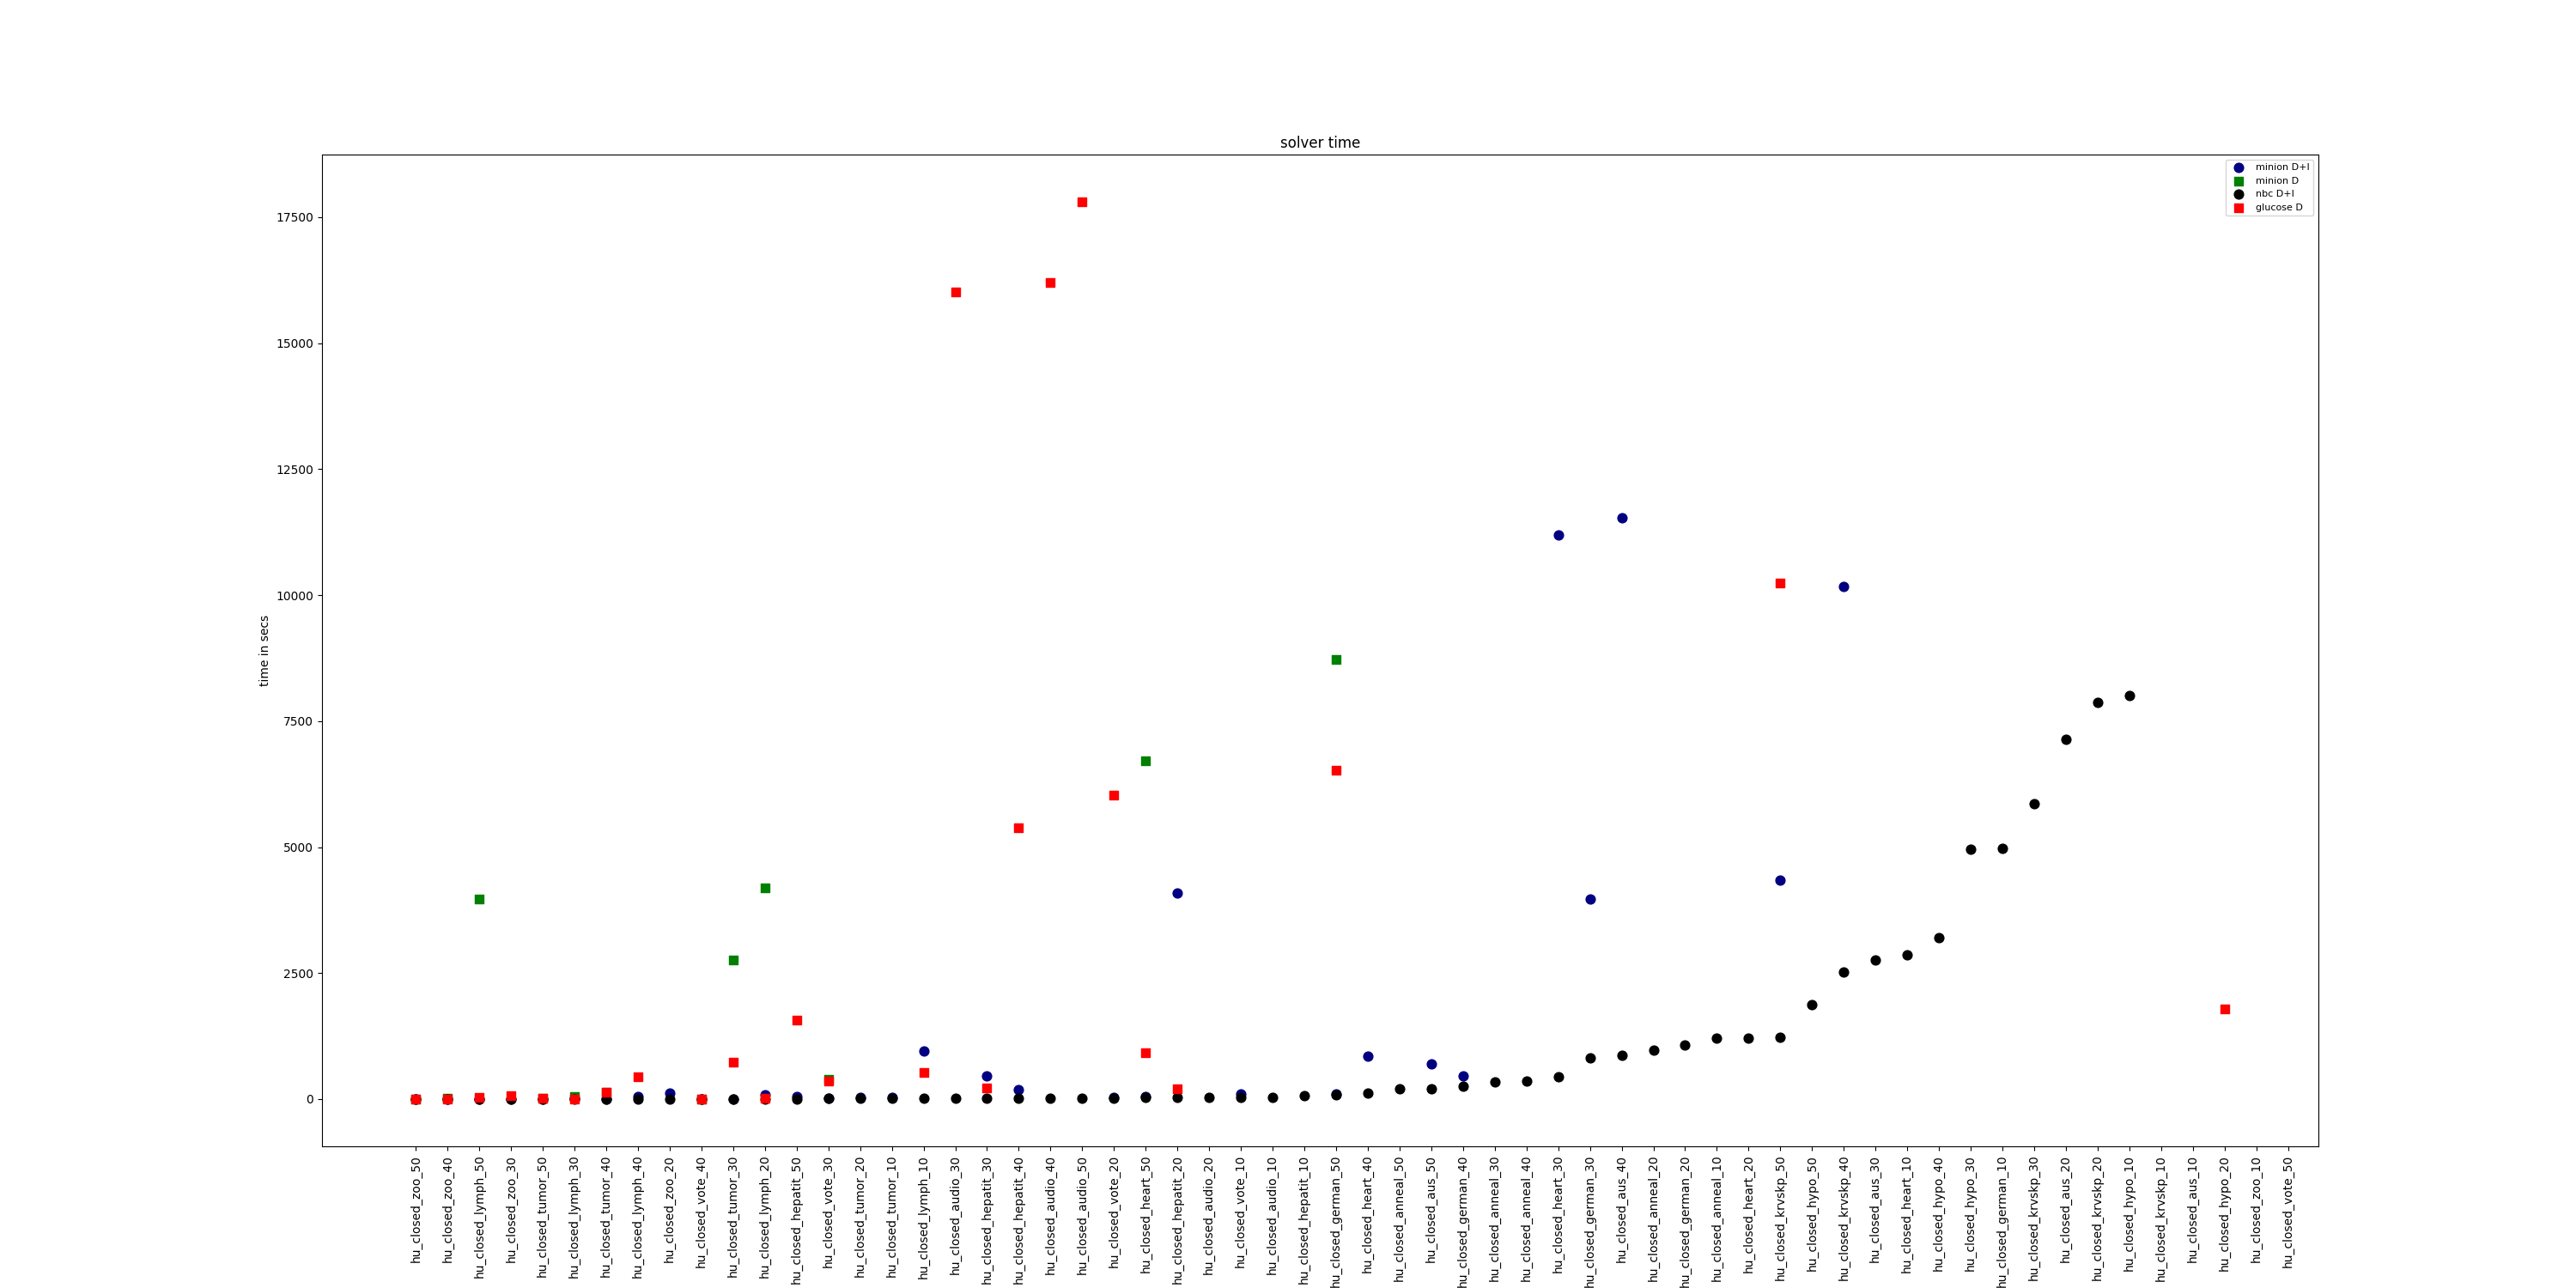 solver time
minion D+I
minion D
nbc D+I
glucose D
17500
15000
12500
10000
7500
5000
2500
0
time in secs
hu_closed_zoo_50
hu_closed_zoo_40
hu_closed_lymph_50
hu_closed_zoo_30
hu_closed_tumor_50
hu_closed_lymph_30
hu_closed_tumor_40
hu_closed_lymph_40
hu_closed_zoo_20
hu_closed_vote_40
hu_closed_tumor_30
hu_closed_lymph_20
hu_closed_hepatit_50
hu_closed_vote_30
hu_closed_tumor_20
hu_closed_tumor_10
hu_closed_lymph_10
hu_closed_audio_30
hu_closed_hepatit_30
hu_closed_hepatit_40
hu_closed_audio_40
hu_closed_audio_50
hu_closed_vote_20
hu_closed_heart_50
hu_closed_hepatit_20
hu_closed_audio_20
hu_closed_vote_10
hu_closed_audio_10
hu_closed_hepatit_10
hu_closed_german_50
hu_closed_heart_40
hu_closed_anneal_50
hu_closed_aus_50
hu_closed_german_40
hu_closed_anneal_30
hu_closed_anneal_40
hu_closed_heart_30
hu_closed_german_30
hu_closed_aus_40
hu_closed_anneal_20
hu_closed_german_20
hu_closed_anneal_10
hu_closed_heart_20
hu_closed_krvskp_50
hu_closed_hypo_50
hu_closed_krvskp_40
hu_closed_aus_30
hu_closed_heart_10
hu_closed_hypo_40
hu_closed_hypo_30
hu_closed_german_10
hu_closed_krvskp_30
hu_closed_aus_20
hu_closed_krvskp_20
hu_closed_hypo_10
hu_closed_krvskp_10
hu_closed_aus_10
hu_closed_hypo_20
hu_closed_zoo_10
hu_closed_vote_50